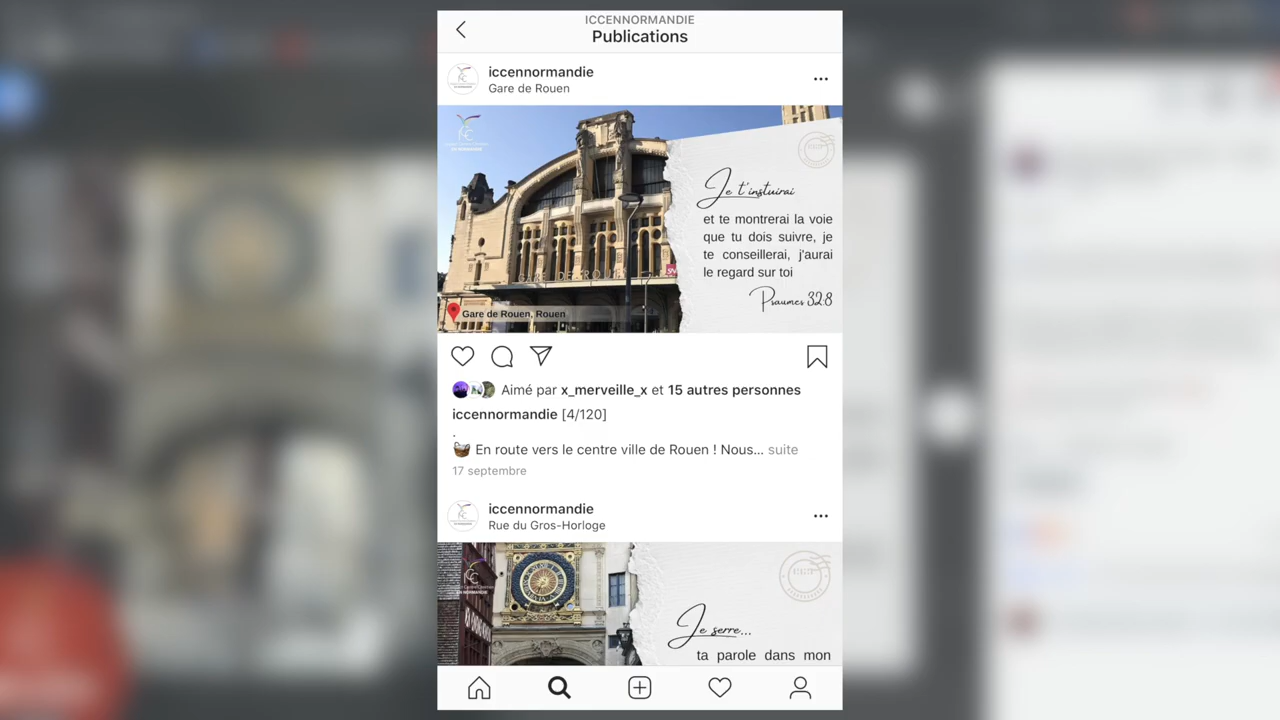 ICCENNORMANDIE
Publications
iccennormandie
Gare de Rouen
Je t'instuirai
et te montrerai la voie
que tu dois suivre, je
te conseillerai, j'aurai
le regard sur toi
Psaumes 32:8
GARE DE ROUEN
Gare de Rouen, Rouen
Aimé par x_merveille_x et 15 autres personnes
iccennormandie [4/120]
.
En route vers le centre ville de Rouen ! Nous... suite
17 septembre
iccennormandie
Rue du Gros-Horloge
Je serre...
ta parole dans mon